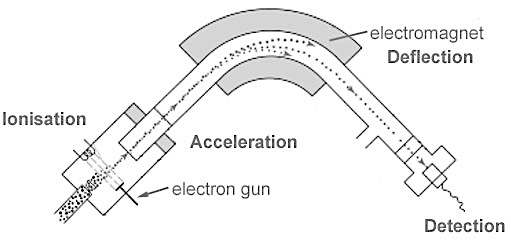 electromagnet
Deflection
Ionisation
Acceleration
electron gun
Detection